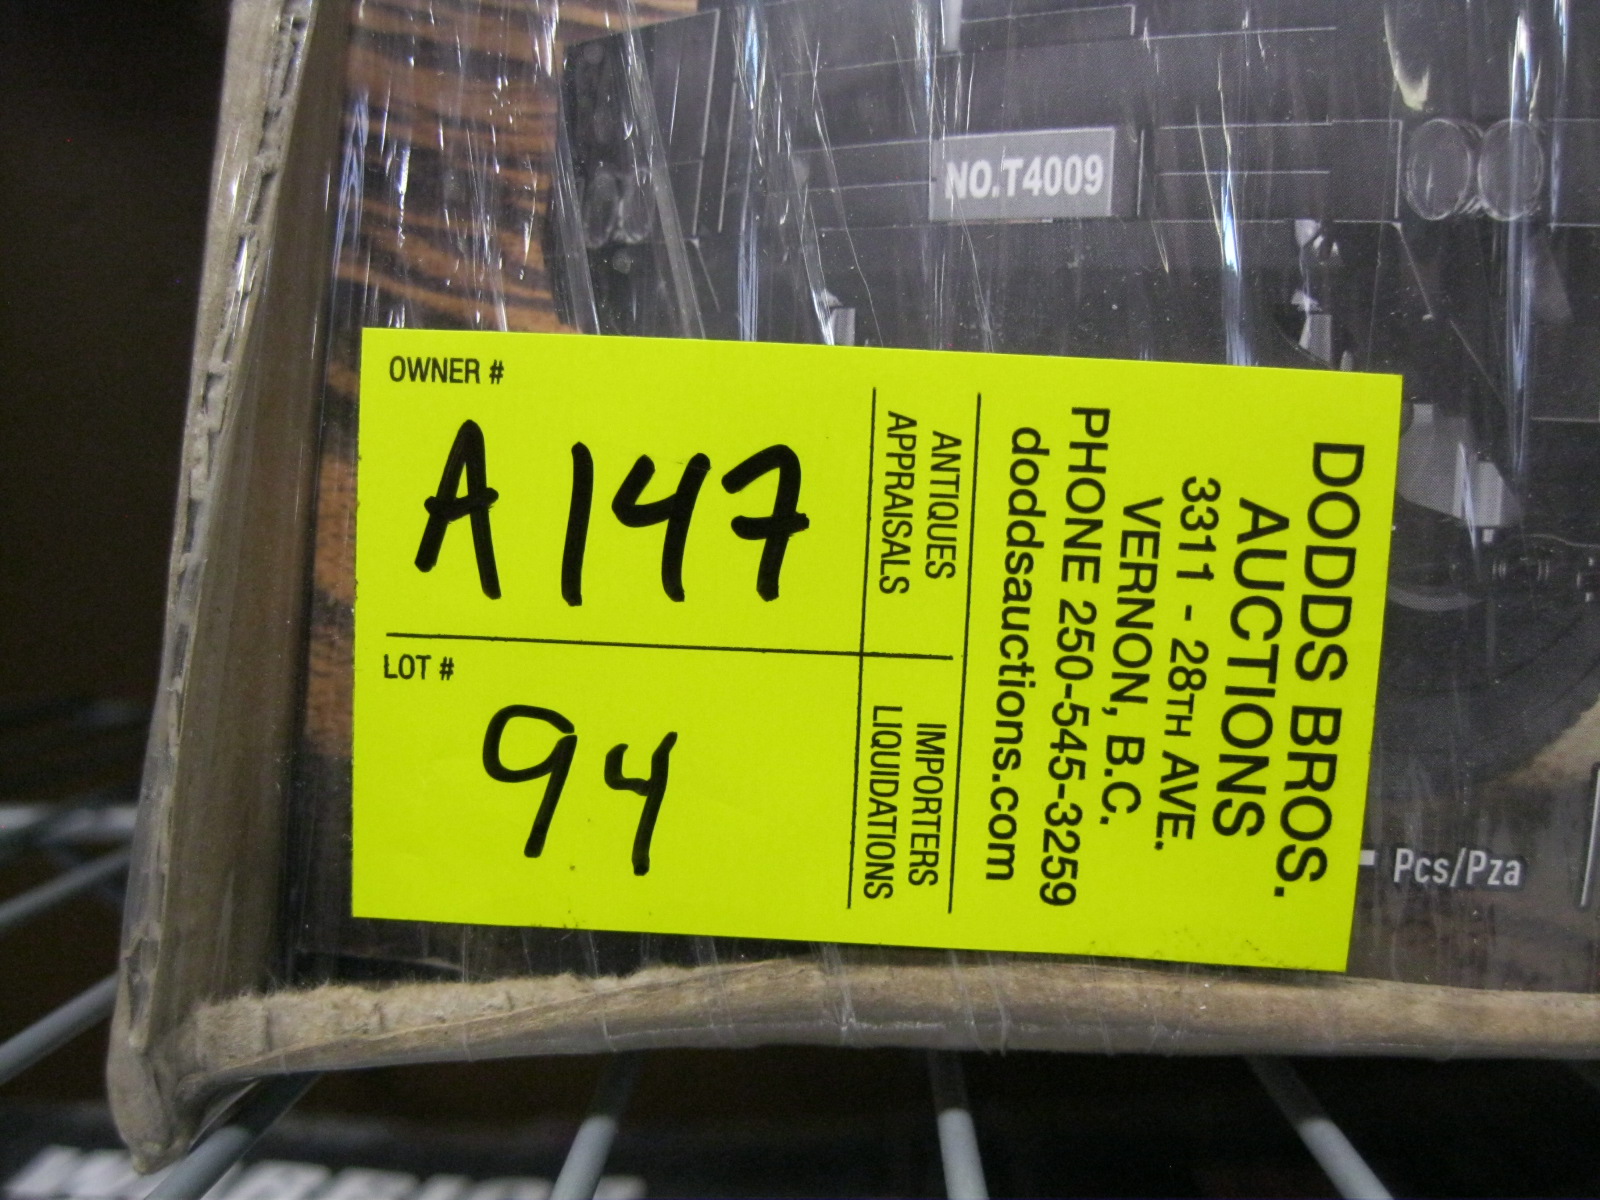 NO.T4009
OWNER #
A 147
LOT #
94
ANTIQUES
APPRAISALS
IMPORTERS
LIQUIDATIONS
DODDS BROS.
AUCTIONS
3311 - 28TH AVE.
VERNON, B.C.
PHONE 250-545-3259
doddsauctions.com
Pcs/Pza